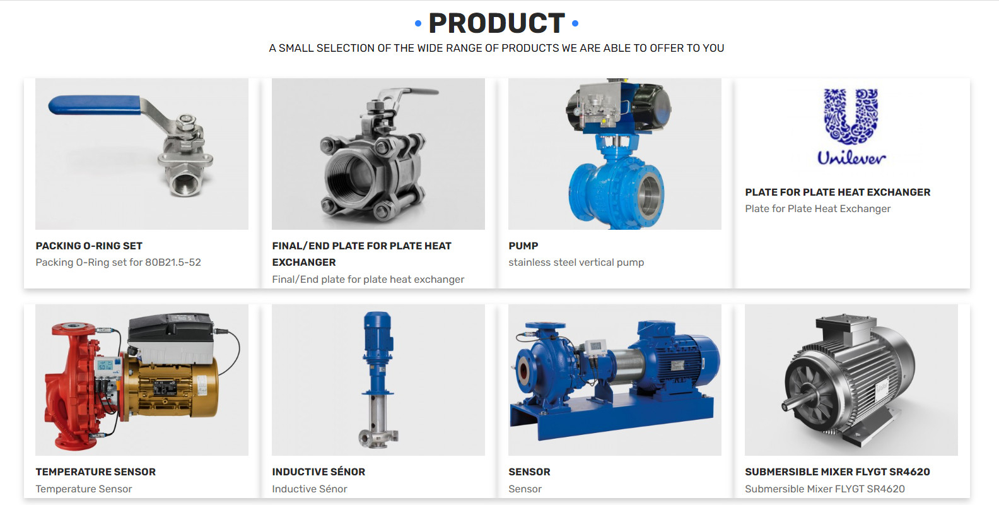 PRODUCT
A SMALL SELECTION OF THE WIDE RANGE OF PRODUCTS WE ARE ABLE TO OFFER TO YOU
Unilever
PACKING O-RING SET
Packing O-Ring set for 80B21.5-52
FINAL/END PLATE FOR PLATE HEAT
EXCHANGER
Final/End plate for plate heat exchanger
PUMP
stainless steel vertical pump
PLATE FOR PLATE HEAT EXCHANGER
Plate for Plate Heat Exchanger
TEMPERATURE SENSOR
Temperature Sensor
INDUCTIVE SÉNOR
Inductive Sénor
SENSOR
Sensor
SUBMERSIBLE MIXER FLYGT SR4620
Submersible Mixer FLYGT SR4620